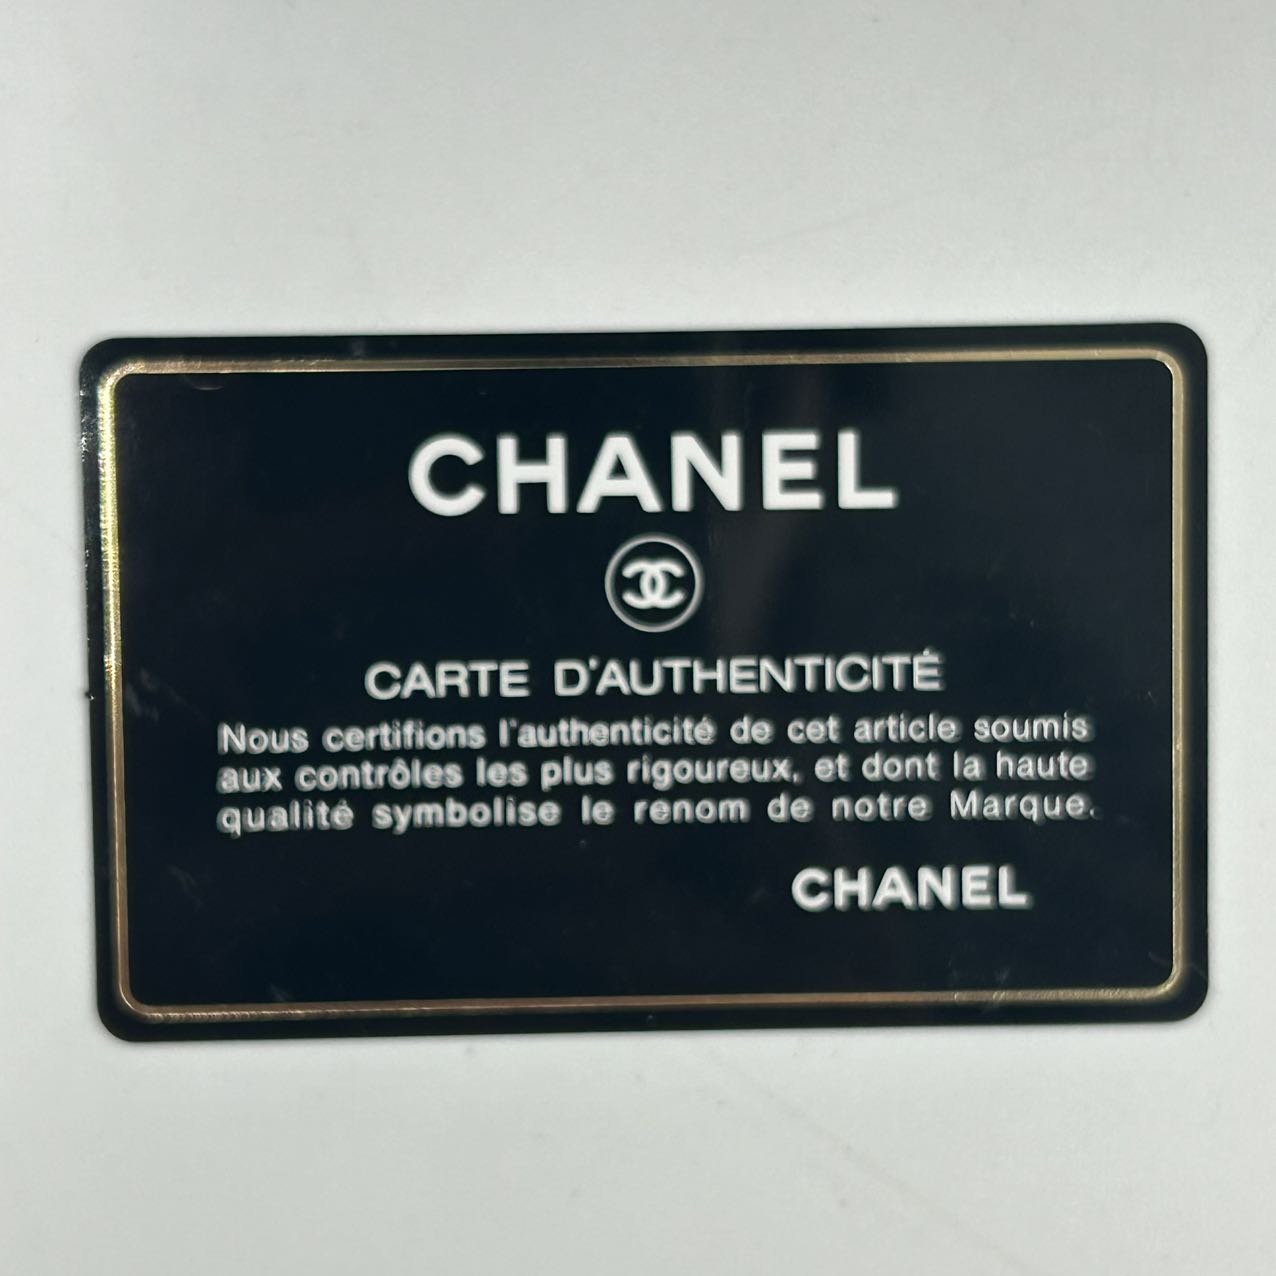 CHANEL
CARTE D'AUTHENTICITÉ
Nous certifions l'authenticité de cet article soumis
aux contrôles les plus rigoureux, et dont la haute
qualité symbolise le renom de notre Marque.
CHANEL